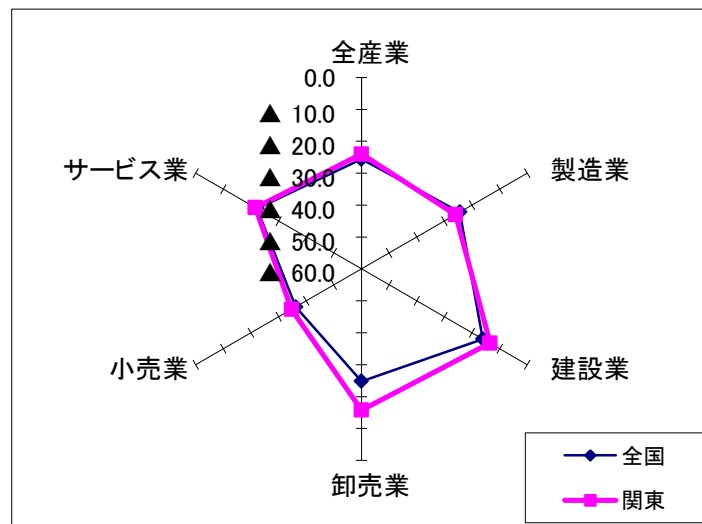 全産業
0.0
▲ 10.0
▲ 20.0
サービス業
製造業
▲ 30.0
▲ 40.0
▲ 50.0
▲ 60.0
小売業
建設業
卸売業
全国
関東